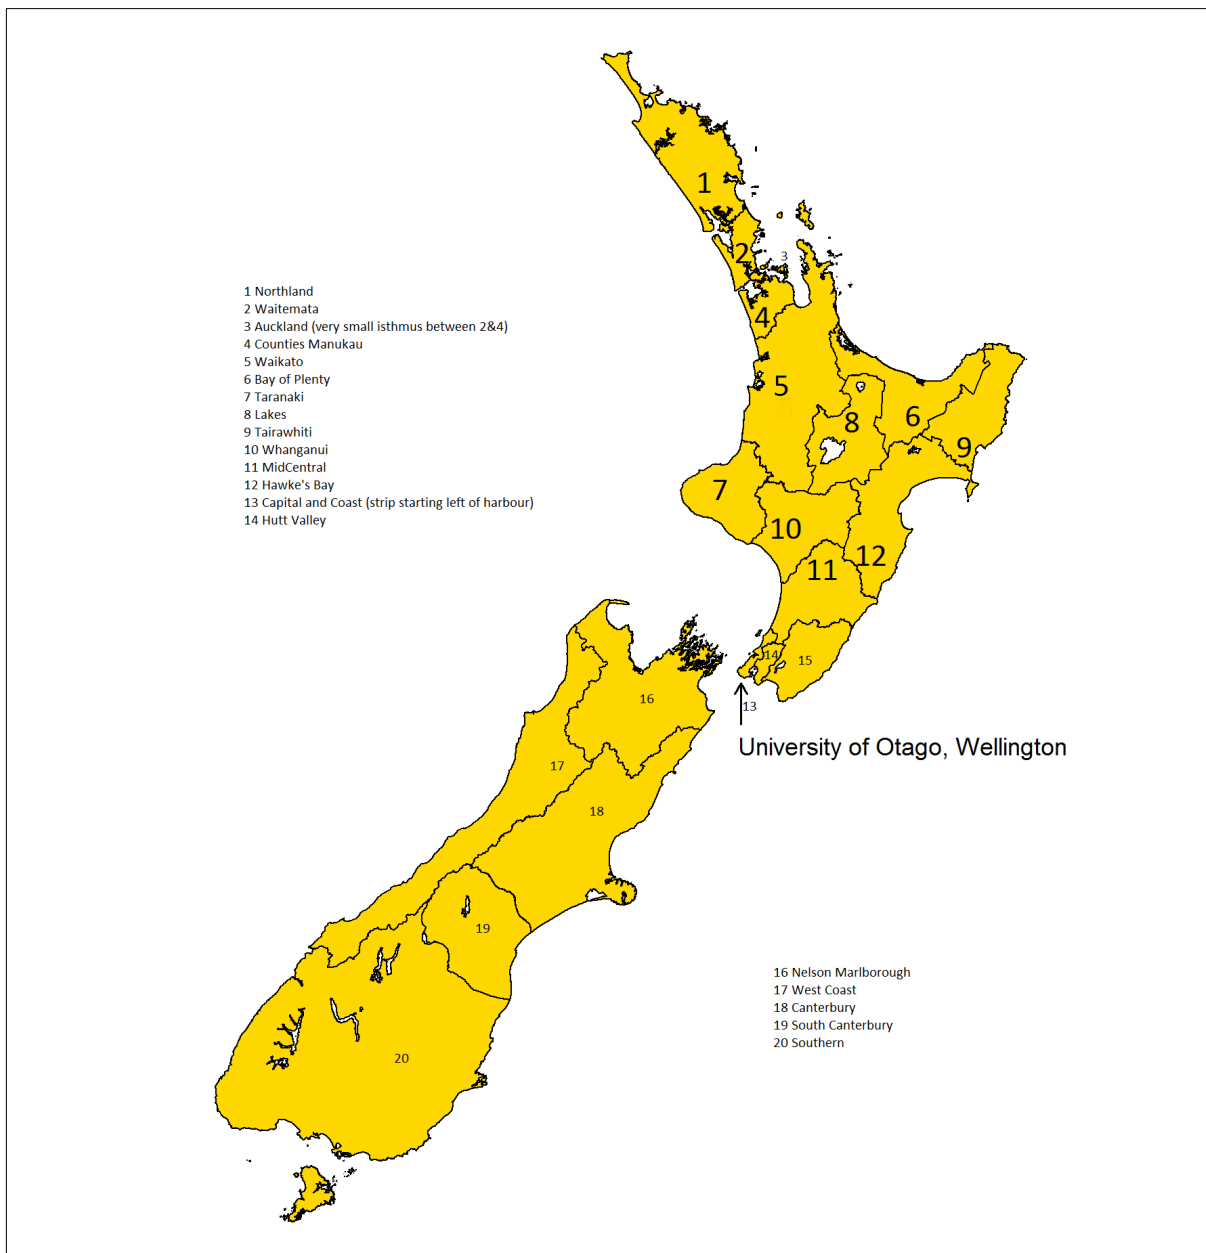 1
2
3
1 Northland
2 Waitemata
3 Auckland (very small isthmus between 2&4)
4 Counties Manukau
5 Waikato
6 Bay of Plenty
7 Taranaki
8 Lakes
9 Tairawhiti
10 Whanganui
11 MidCentral
12 Hawke's Bay
13 Capital and Coast (strip starting left of harbour)
14 Hutt Valley
4
5
6
8
9
7
10
12
11
14
15
16
13
University of Otago, Wellington
17
18
19
16 Nelson Marlborough
17 West Coast
18 Canterbury
19 South Canterbury
20 Southern
20